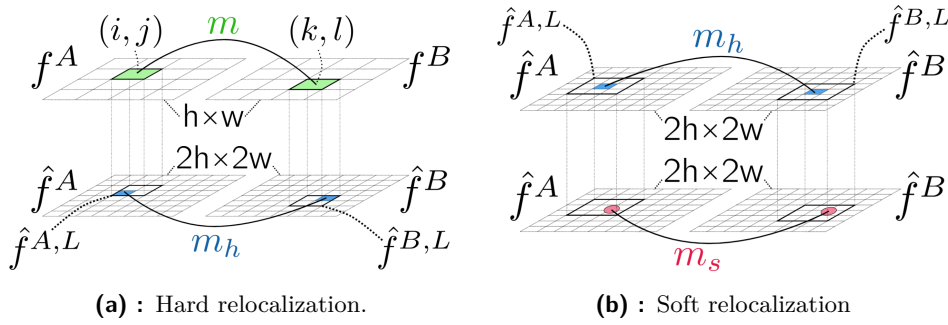 (i, j) m (k, l)
f^A f^B
h×w
2h×2w
f̂^A f̂^B
f̂^{A,L} m_h f̂^{B,L}
(a) : Hard relocalization.
f̂^{A,L} m_h f̂^{B,L}
f̂^A f̂^B
2h×2w
2h×2w
f̂^A f̂^B
m_s
(b) : Soft relocalization